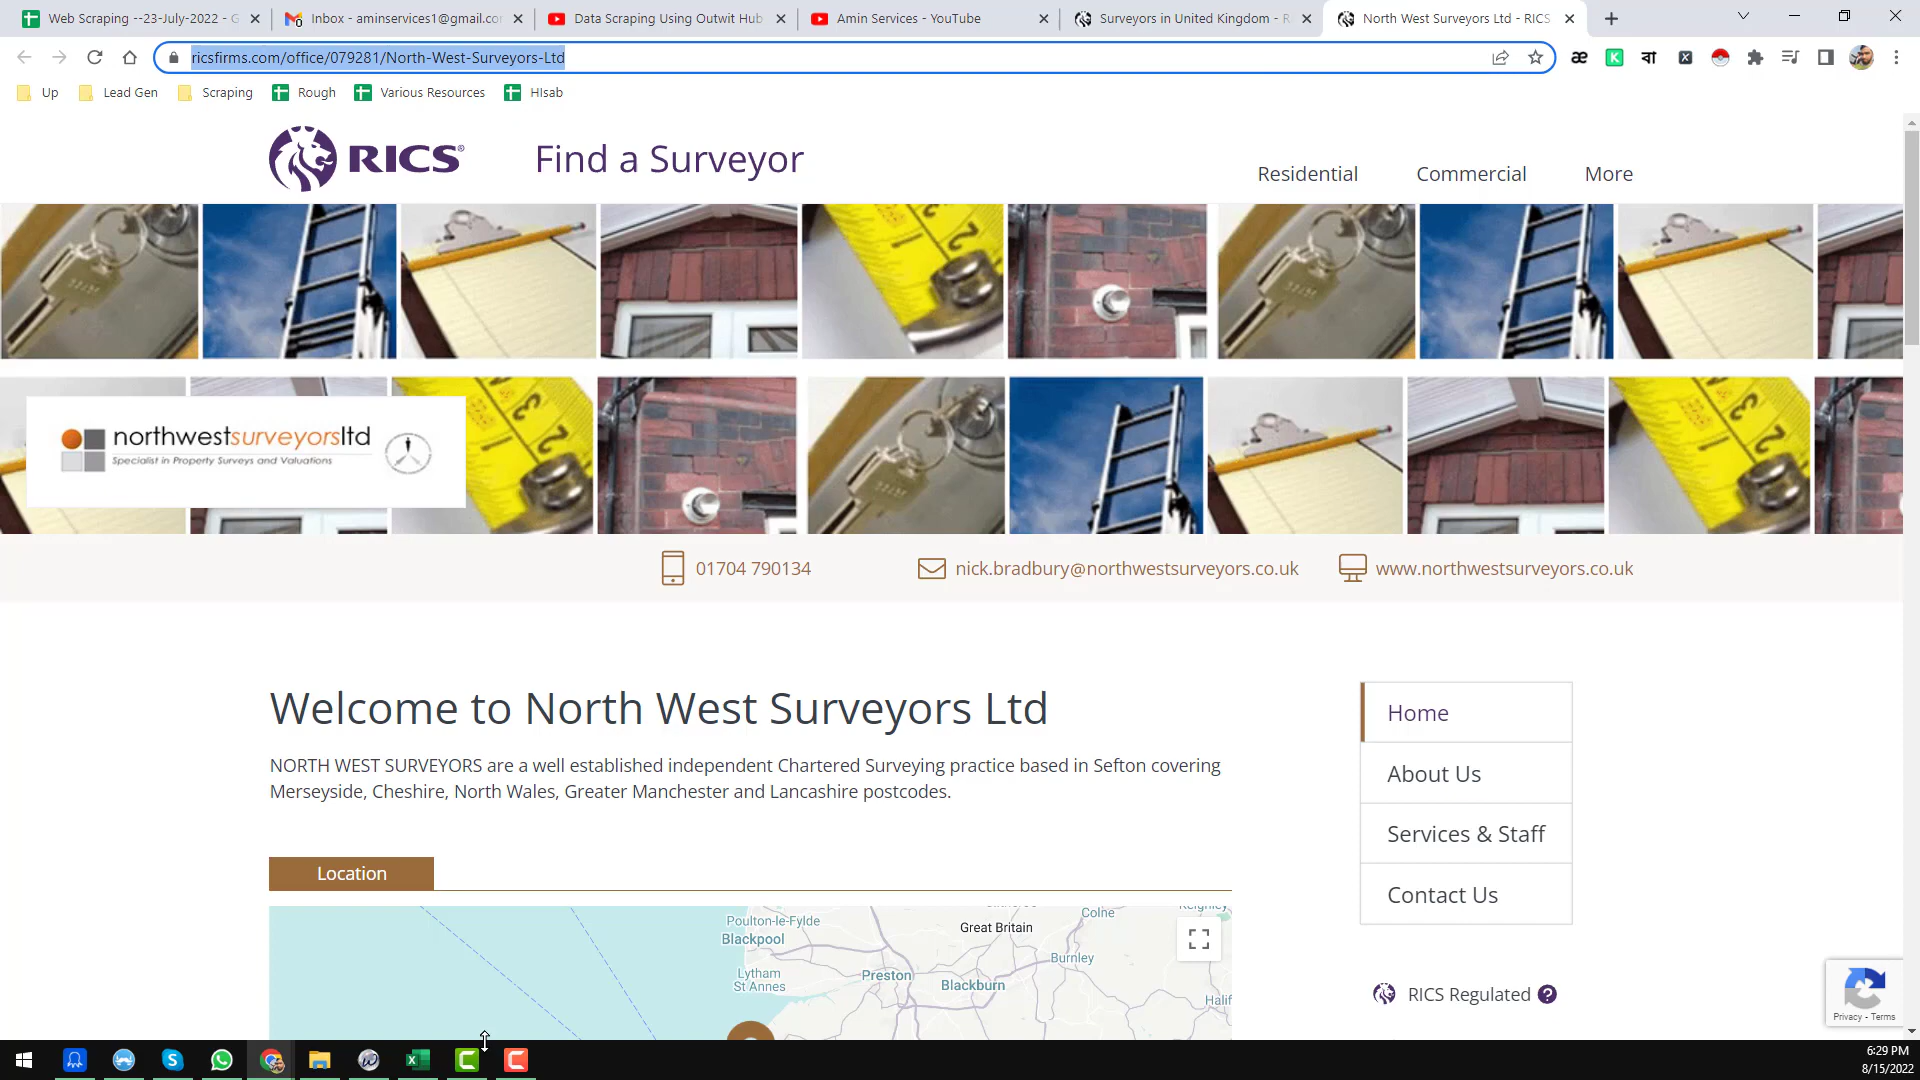 Web Scraping --23-July-2022 - G
Inbox - aminservices1@gmail.co
Data Scraping Using Outwit Hub
Amin Services - YouTube
Surveyors in United Kingdom - R
North West Surveyors Ltd - RICS
ricsfirms.com/office/079281/North-West-Surveyors-Ltd
Up
Lead Gen
Scraping
Rough
Various Resources
HIsab
RICS®
Find a Surveyor
Residential
Commercial
More
northwestsurveyorsltd
Specialist in Property Surveys and Valuations
01704 790134
nick.bradbury@northwestsurveyors.co.uk
www.northwestsurveyors.co.uk
Welcome to North West Surveyors Ltd
NORTH WEST SURVEYORS are a well established independent Chartered Surveying practice based in Sefton covering
Merseyside, Cheshire, North Wales, Greater Manchester and Lancashire postcodes.
Home
About Us
Services & Staff
Contact Us
Location
Poulton-le-Fylde
Blackpool
Lytham
St Annes
Preston
Great Britain
Blackburn
Burnley
Colne
Keighley
Halif
RICS Regulated
Privacy - Terms
6:29 PM
8/15/2022